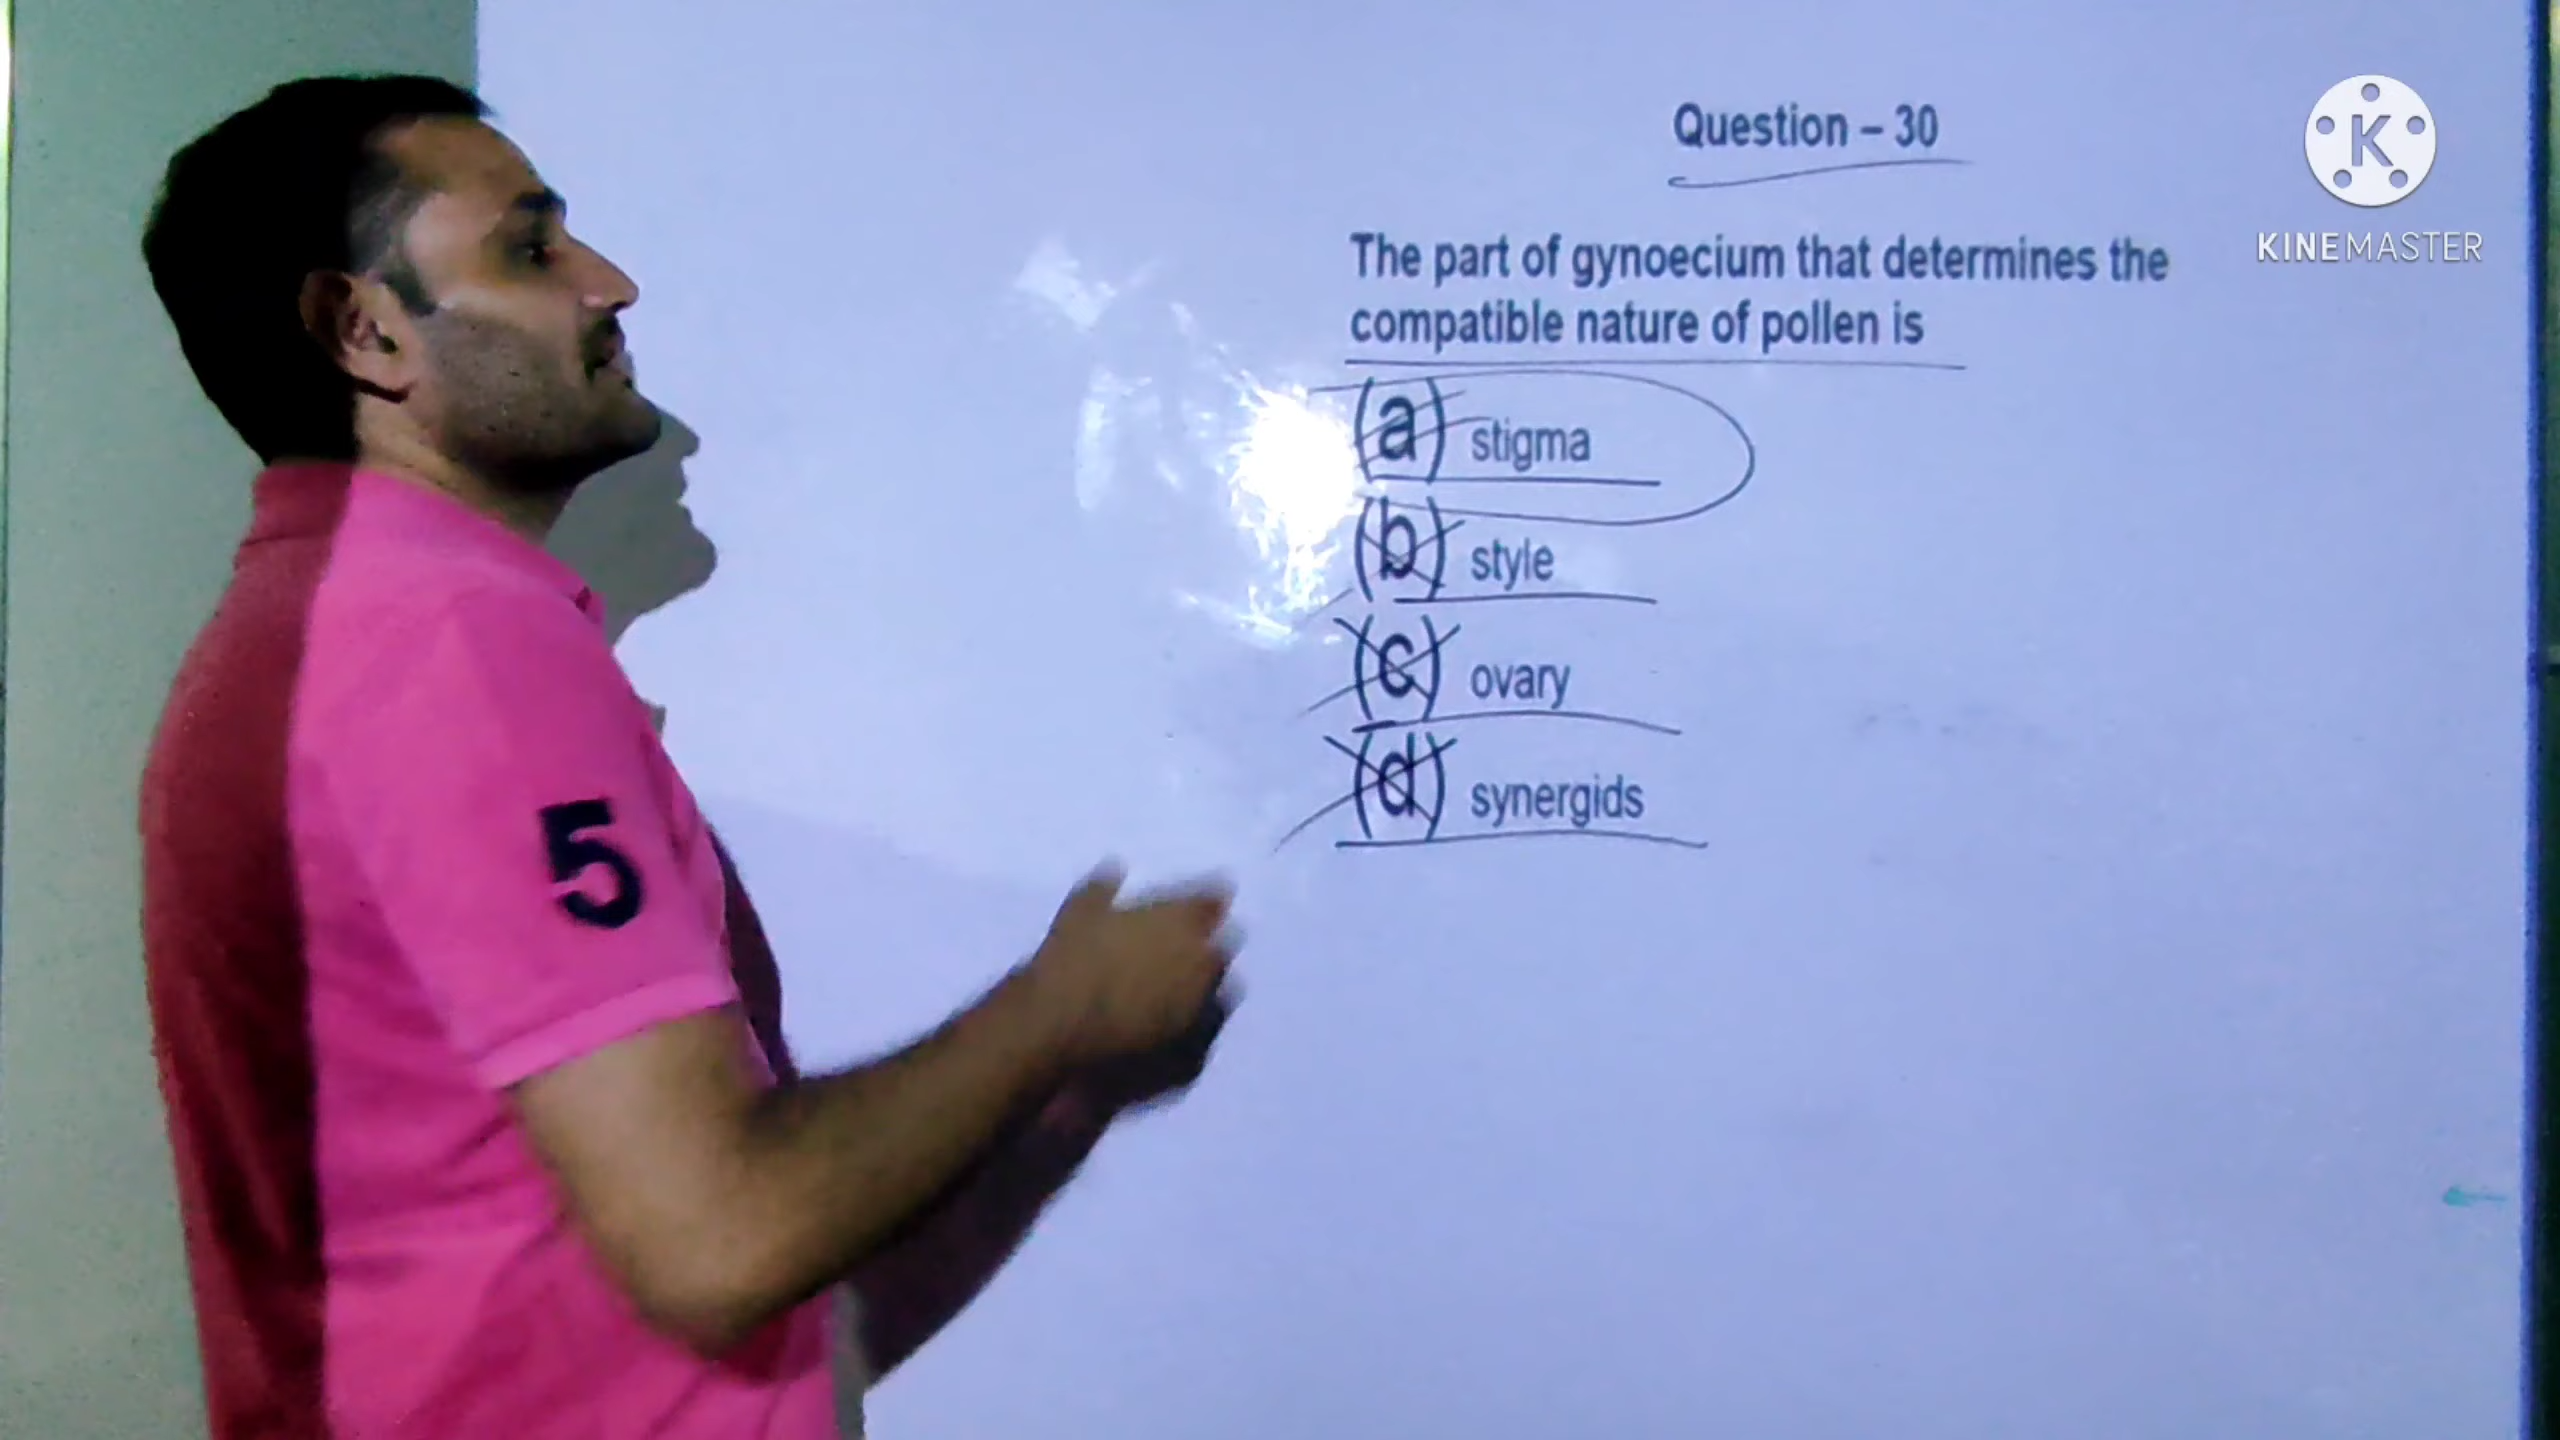 Question – 30
K
KINEMASTER
The part of gynoecium that determines the
compatible nature of pollen is
(a) stigma
(b) style
(c) ovary
(d) synergids
5